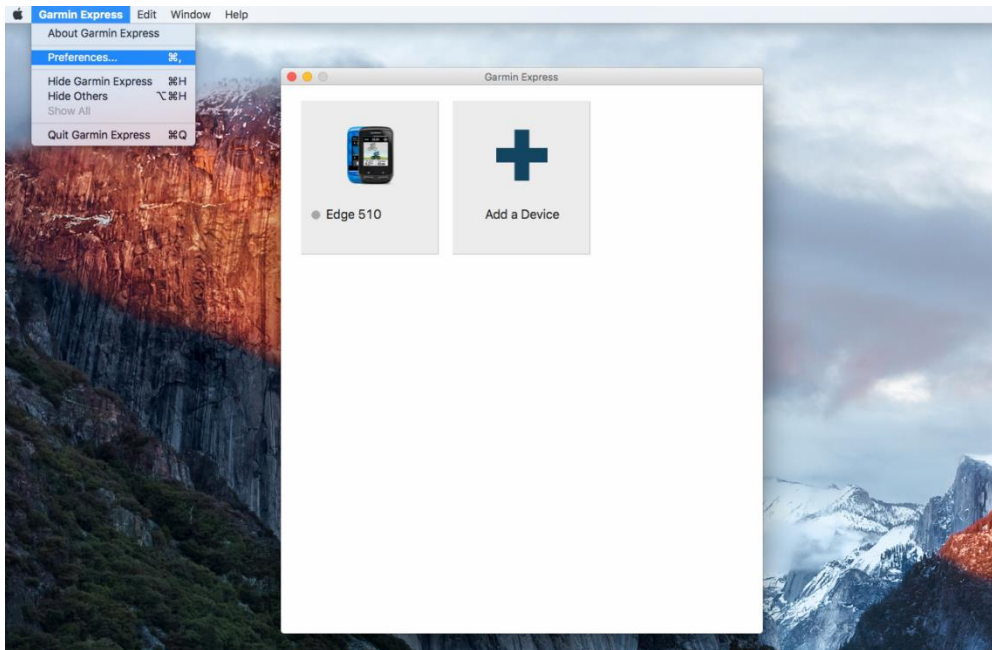 Garmin Express Edit Window Help
About Garmin Express
Preferences... ⌘,
Hide Garmin Express ⌘H
Hide Others ⌥⌘H
Show All
Quit Garmin Express ⌘Q
Garmin Express
Edge 510
Add a Device